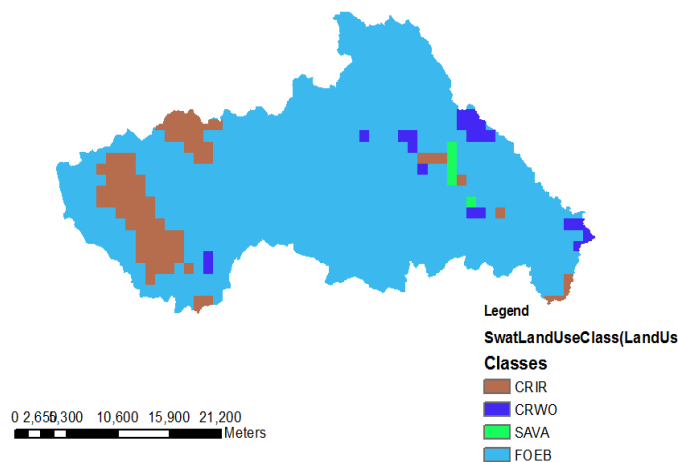 Legend
SwatLandUseClass(LandUs
Classes
CRIR
CRWO
SAVA
FOEB
0 2,650 5,300 10,600 15,900 21,200
Meters